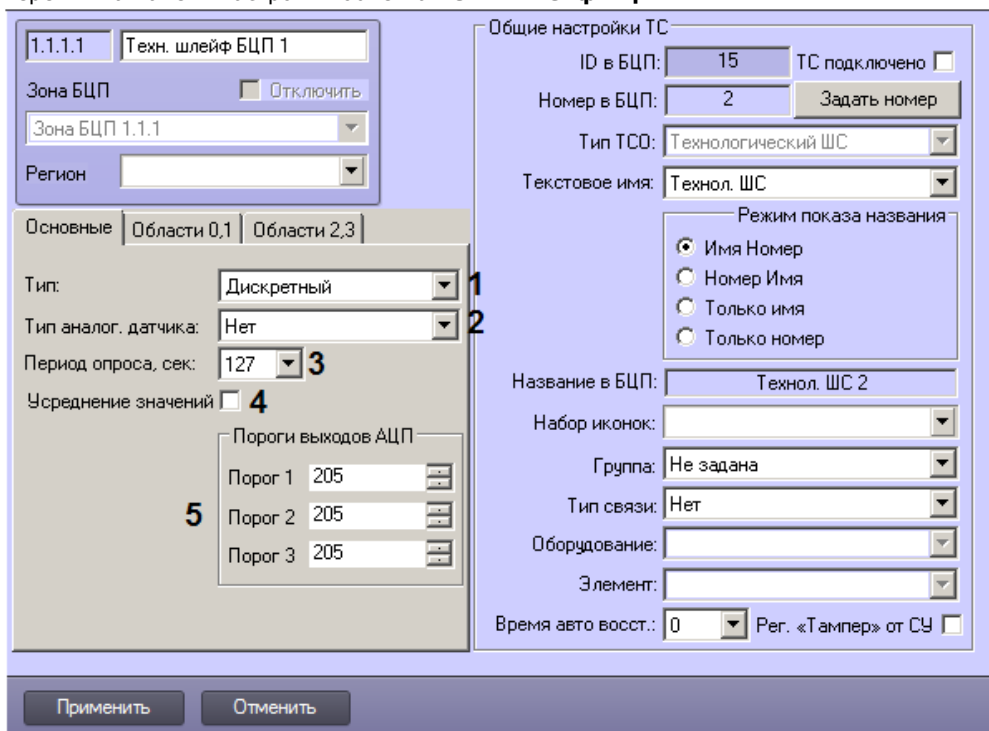 1.1.1.1 Техн. шлейф БЦП 1
Зона БЦП Отключить
Зона БЦП 1.1.1
Регион
Основные Области 0,1 Области 2,3
Тип: Дискретный 1
Тип аналог. датчика: Нет 2
Период опроса, сек: 127 3
Усреднение значений 4
Пороги выходов АЦП
Порог 1 205
5 Порог 2 205
Порог 3 205
Общие настройки ТС
ID в БЦП: 15 ТС подключено
Номер в БЦП: 2 Задать номер
Тип ТСО: Технологический ШС
Текстовое имя: Технол. ШС
Режим показа названия
Имя Номер
Номер Имя
Только имя
Только номер
Название в БЦП: Технол. ШС 2
Набор иконок:
Группа: Не задана
Тип связи: Нет
Оборудование:
Элемент:
Время авто восст.: 0 Рег. «Тампер» от СУ
Применить Отменить